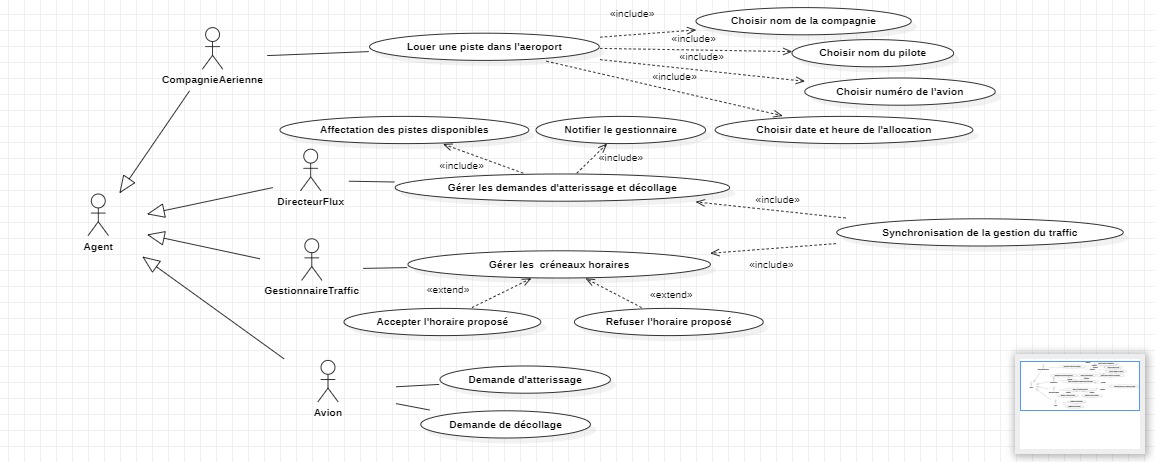 «include»
Choisir nom de la compagnie
Louer une piste dans l'aeroport
«include»
Choisir nom du pilote
«include»
CompagnieAerienne
«include»
Choisir numéro de l'avion
Affectation des pistes disponibles
Notifier le gestionnaire
Choisir date et heure de l'allocation
«include»
«include»
DirecteurFlux
Gérer les demandes d'atterissage et décollage
«include»
Agent
Synchronisation de la gestion du traffic
GestionnaireTraffic
Gérer les créneaux horaires
«include»
«extend»
«extend»
Accepter l'horaire proposé
Refuser l'horaire proposé
Avion
Demande d'atterissage
Demande de décollage